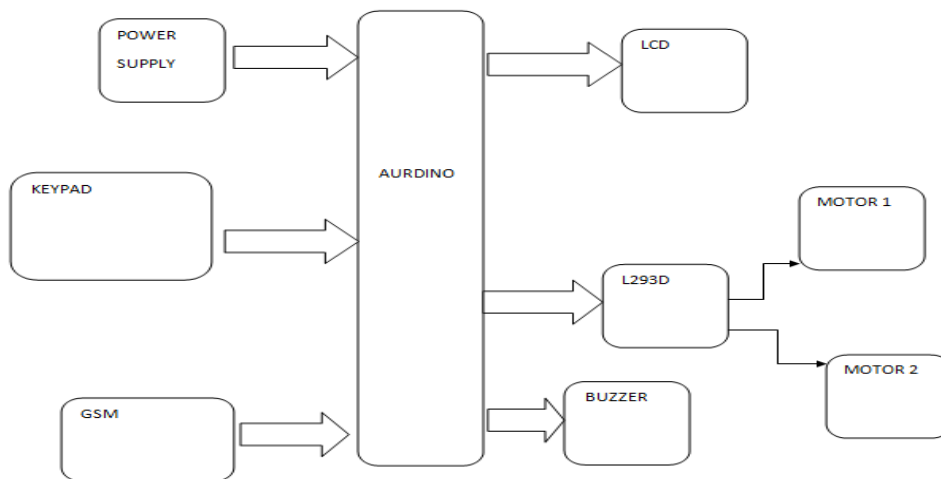 POWER
SUPPLY
LCD
AURDINO
KEYPAD
MOTOR 1
L293D
MOTOR 2
BUZZER
GSM